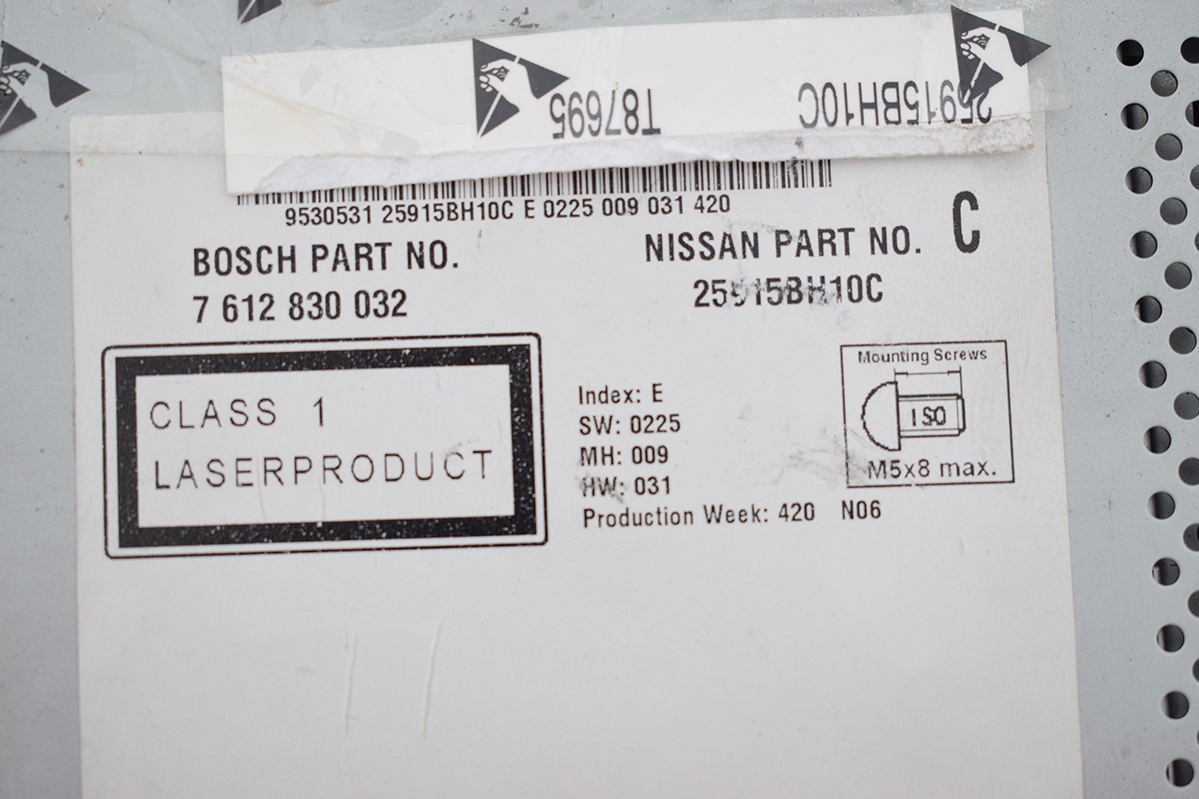 T87695
25915BH10C
9530531 25915BH10C E 0225 009 031 420
BOSCH PART NO.
7 612 830 032
NISSAN PART NO.
25915BH10C
C
CLASS 1
LASERPRODUCT
Index: E
SW: 0225
MH: 009
HW: 031
Production Week: 420 N06
Mounting Screws
ISO
M5x8 max.